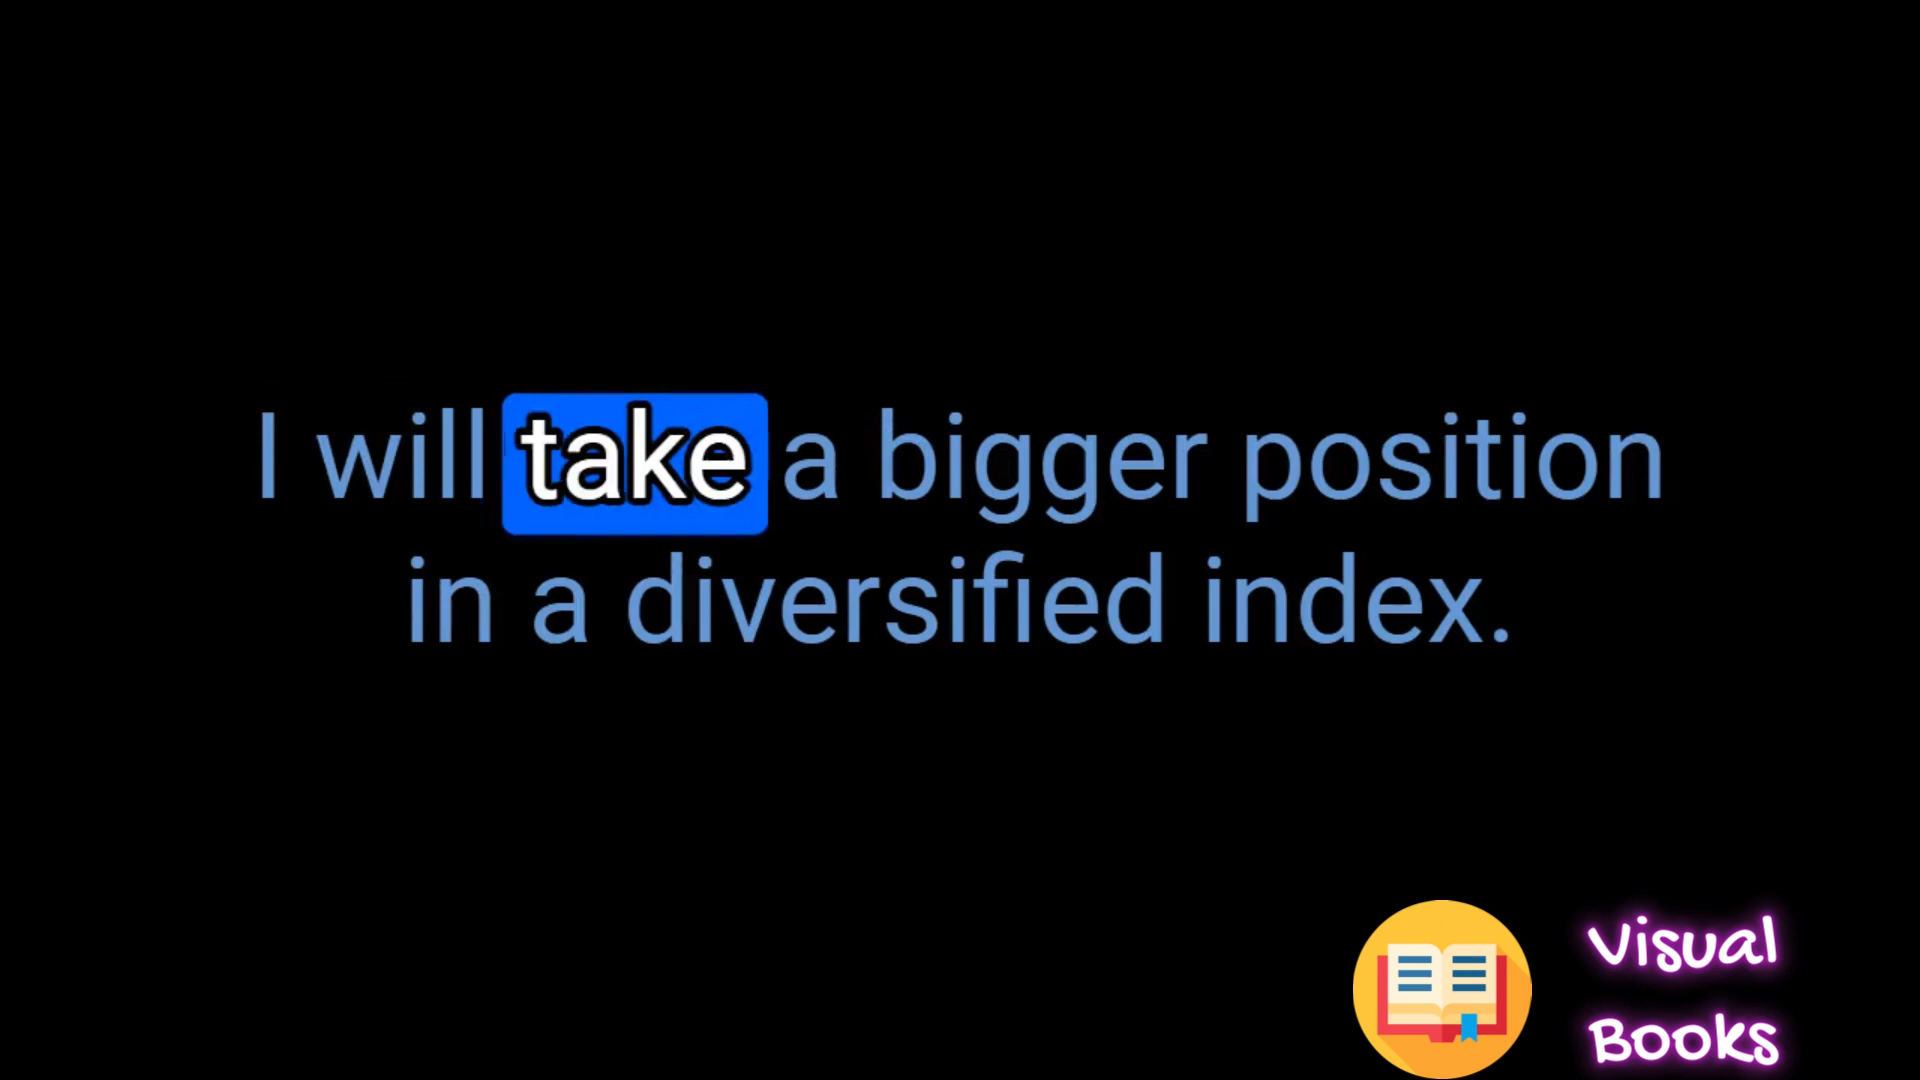 I will take a bigger position
in a diversified index.
Visual
Books